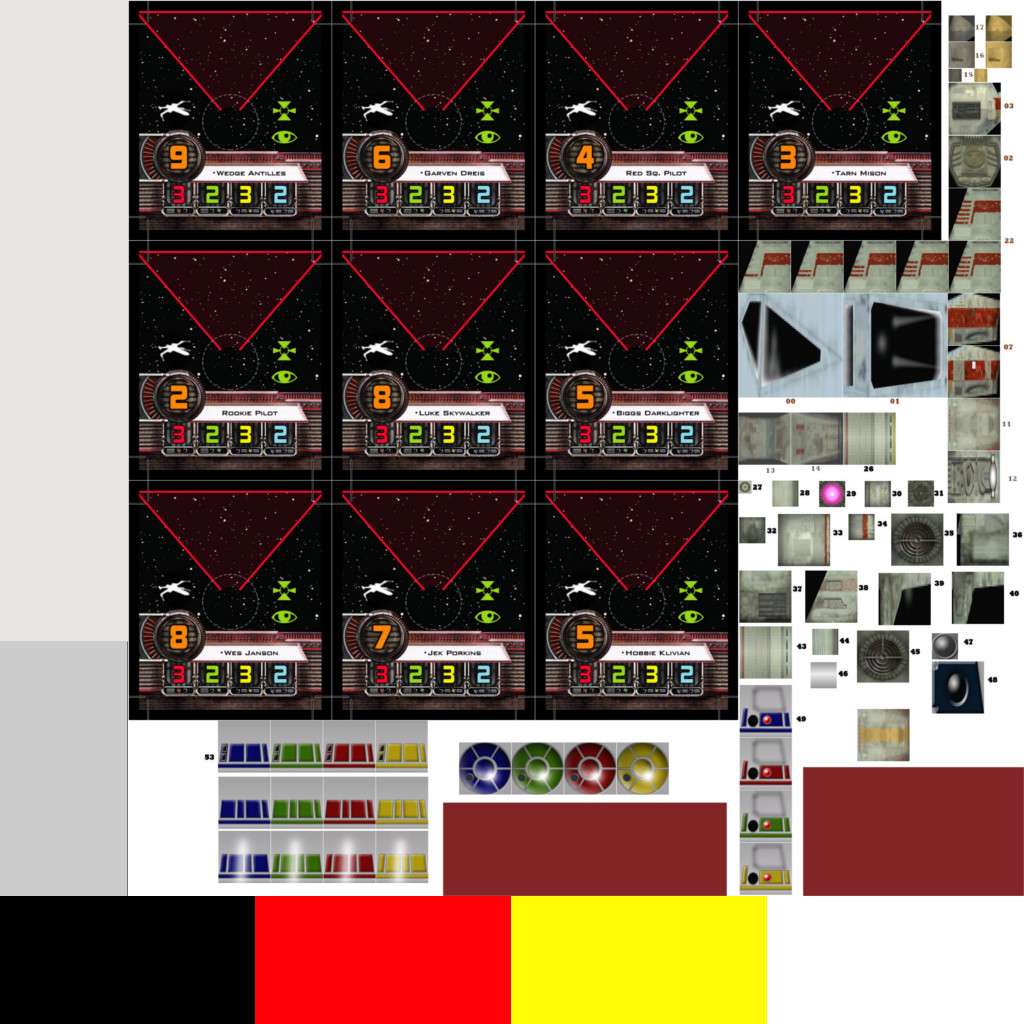 9
·WEDGE ANTILLES
3 2 3 2
6
·GARVEN DREIS
3 2 3 2
4
RED SQ. PILOT
3 2 3 2
3
·TARN MISON
3 2 3 2
17
16
15
03
02
22
2
ROOKIE PILOT
3 2 3 2
8
·LUKE SKYWALKER
3 2 3 2
5
·BIGGS DARKLIGHTER
3 2 3 2
07
00
01
11
13
14
26
12
27
28
29
30
31
8
·WES JANSON
3 2 3 2
7
·JEK PORKINS
3 2 3 2
5
·HOBBIE KLIVIAN
3 2 3 2
32
33
34
35
36
37
38
39
40
43
44
45
47
46
48
49
53